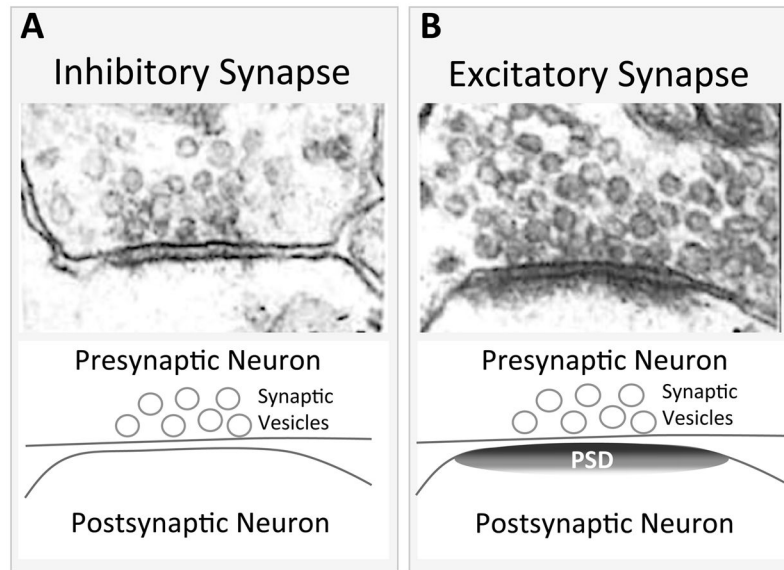 A
Inhibitory Synapse
Presynaptic Neuron
Synaptic
Vesicles
Postsynaptic Neuron
B
Excitatory Synapse
Presynaptic Neuron
Synaptic
Vesicles
PSD
Postsynaptic Neuron